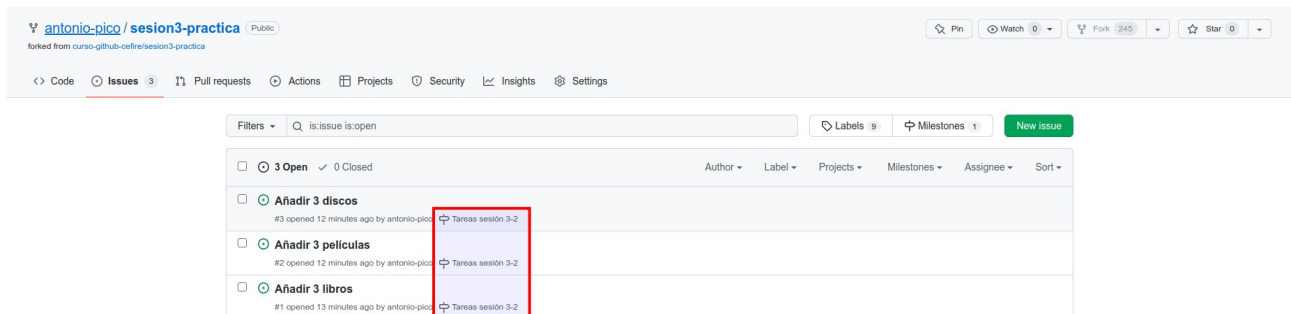 antonio-pico / sesion3-practica Public
Pin Watch 0 Fork 245 Star 0
forked from curso-github-cefire/sesion3-practica
<> Code Issues 3 Pull requests Actions Projects Security Insights Settings
Filters is:issue is:open Labels 9 Milestones 1 New issue
3 Open 0 Closed Author Label Projects Milestones Assignee Sort
Añadir 3 discos
#3 opened 12 minutes ago by antonio-pico Tareas sesión 3-2
Añadir 3 películas
#2 opened 12 minutes ago by antonio-pico Tareas sesión 3-2
Añadir 3 libros
#1 opened 13 minutes ago by antonio-pico Tareas sesión 3-2